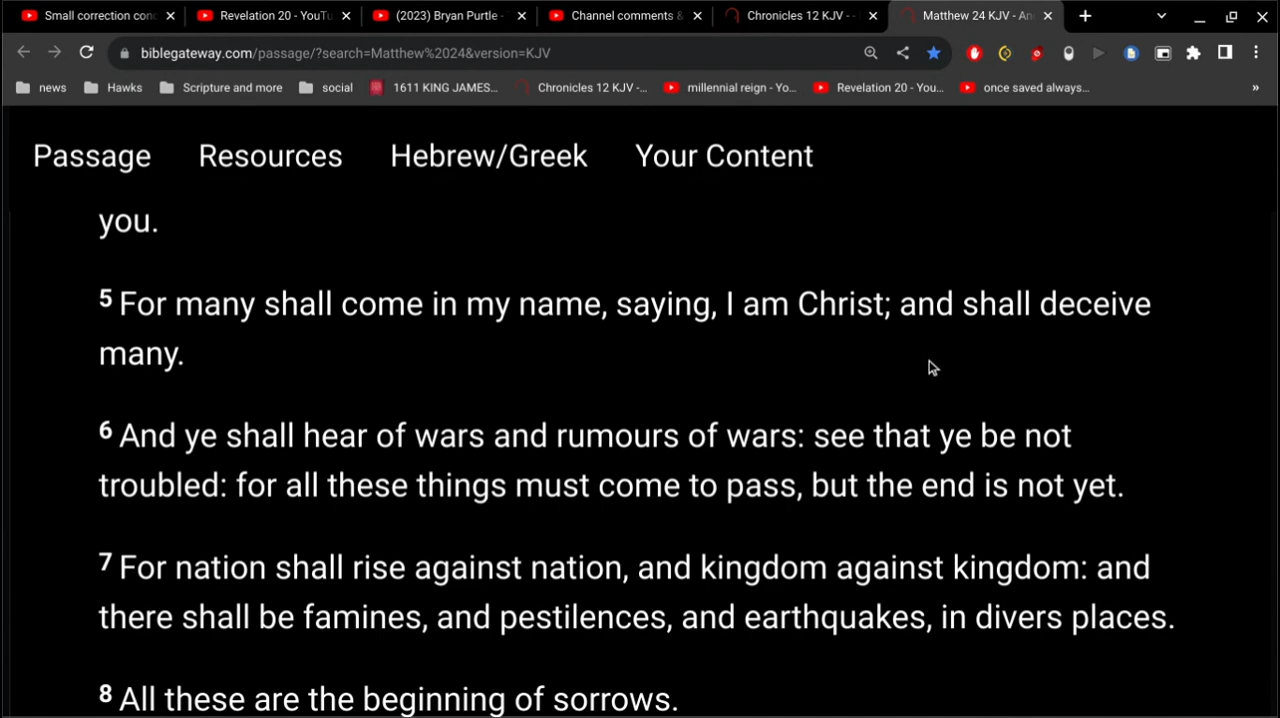 Small correction con
Revelation 20 - YouTu
(2023) Bryan Purtle -
Channel comments &
Chronicles 12 KJV - -
Matthew 24 KJV - An
biblegateway.com/passage/?search=Matthew%2024&version=KJV
news
Hawks
Scripture and more
social
1611 KING JAMES...
Chronicles 12 KJV -...
millennial reign - Yo...
Revelation 20 - You...
once saved always...
Passage Resources Hebrew/Greek Your Content
you.
5 For many shall come in my name, saying, I am Christ; and shall deceive
many.
6 And ye shall hear of wars and rumours of wars: see that ye be not
troubled: for all these things must come to pass, but the end is not yet.
7 For nation shall rise against nation, and kingdom against kingdom: and
there shall be famines, and pestilences, and earthquakes, in divers places.
8 All these are the beginning of sorrows.